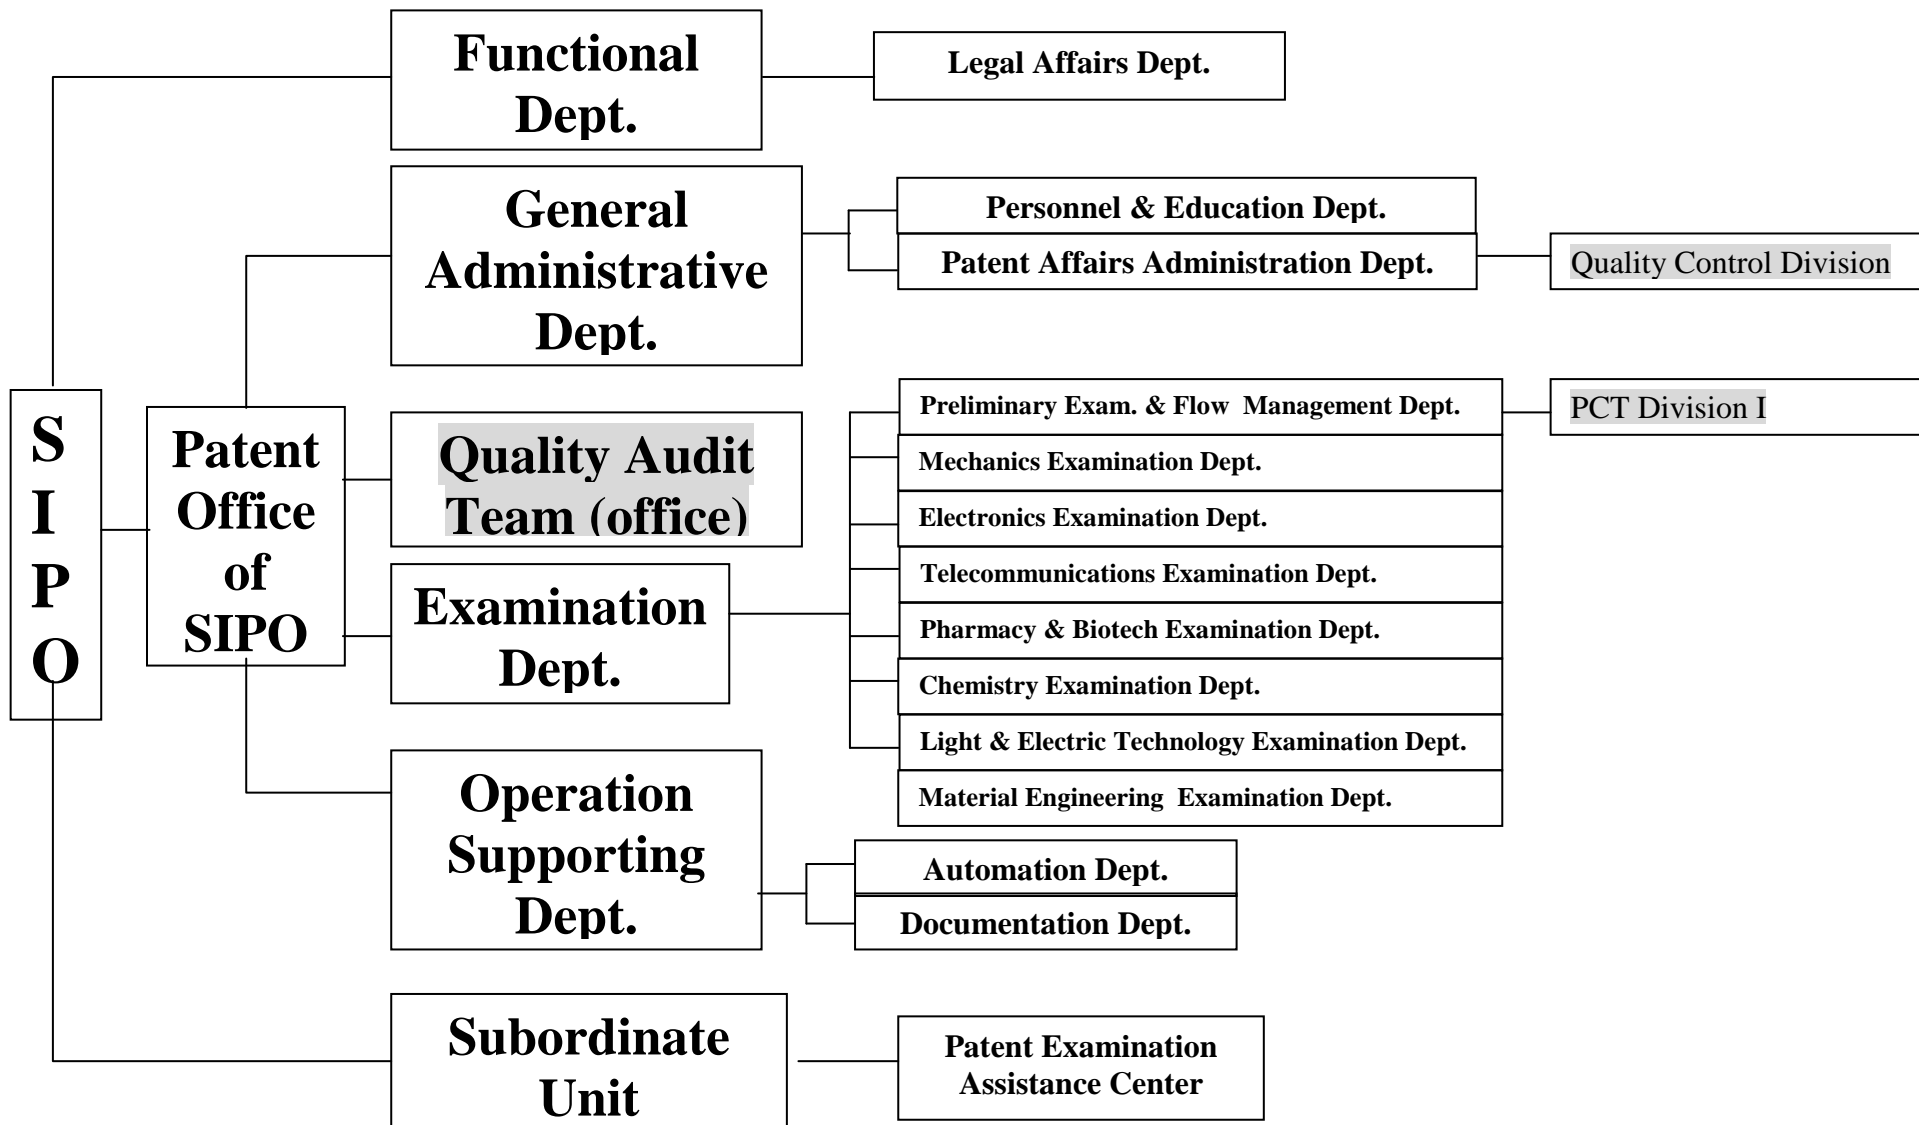 Functional
Dept.
Legal Affairs Dept.
General
Administrative
Dept.
Personnel & Education Dept.
Patent Affairs Administration Dept.
Quality Control Division
S
I
P
O
Patent
Office
of
SIPO
Quality Audit
Team (office)
Preliminary Exam. & Flow Management Dept.
PCT Division I
Mechanics Examination Dept.
Electronics Examination Dept.
Telecommunications Examination Dept.
Pharmacy & Biotech Examination Dept.
Chemistry Examination Dept.
Light & Electric Technology Examination Dept.
Material Engineering Examination Dept.
Examination
Dept.
Operation
Supporting
Dept.
Automation Dept.
Documentation Dept.
Subordinate
Unit
Patent Examination
Assistance Center